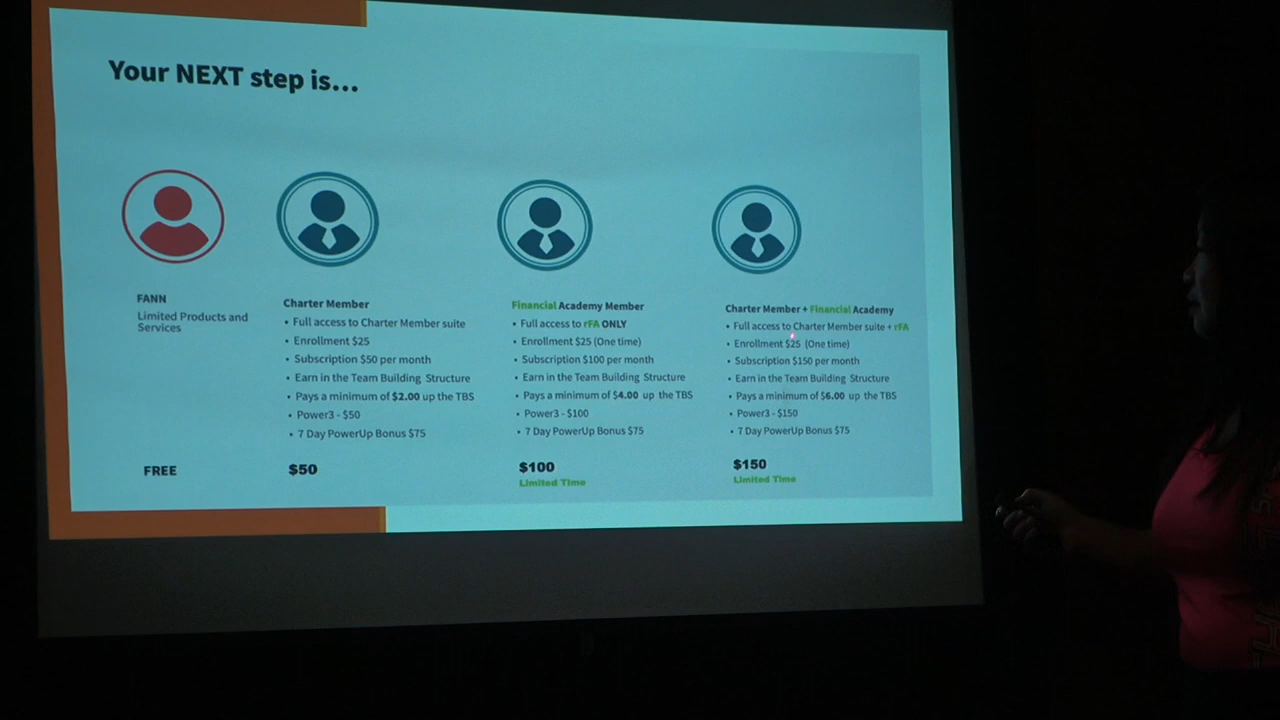 Your NEXT step is...
FANN
Limited Products and
Services
FREE
Charter Member
• Full access to Charter Member suite
• Enrollment $25
• Subscription $50 per month
• Earn in the Team Building Structure
• Pays a minimum of $2.00 up the TBS
• Power3 - $50
• 7 Day PowerUp Bonus $75
$50
Financial Academy Member
• Full access to rFA ONLY
• Enrollment $25 (One time)
• Subscription $100 per month
• Earn in the Team Building Structure
• Pays a minimum of $4.00 up the TBS
• Power3 - $100
• 7 Day PowerUp Bonus $75
$100
Limited Time
Charter Member + Financial Academy
• Full access to Charter Member suite + rFA
• Enrollment $25 (One time)
• Subscription $150 per month
• Earn in the Team Building Structure
• Pays a minimum of $6.00 up the TBS
• Power3 - $150
• 7 Day PowerUp Bonus $75
$150
Limited Time